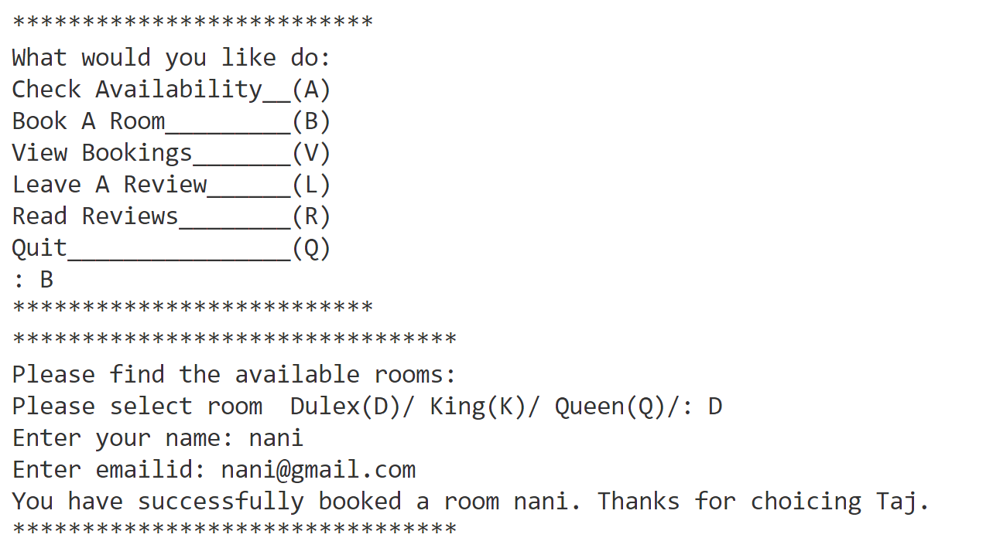 **************************
What would you like do:
Check Availability__(A)
Book A Room_________(B)
View Bookings_______(V)
Leave A Review______(L)
Read Reviews________(R)
Quit________________(Q)
: B
**************************
********************************
Please find the available rooms:
Please select room  Dulex(D)/ King(K)/ Queen(Q)/: D
Enter your name: nani
Enter emailid: nani@gmail.com
You have successfully booked a room nani. Thanks for choicing Taj.
********************************